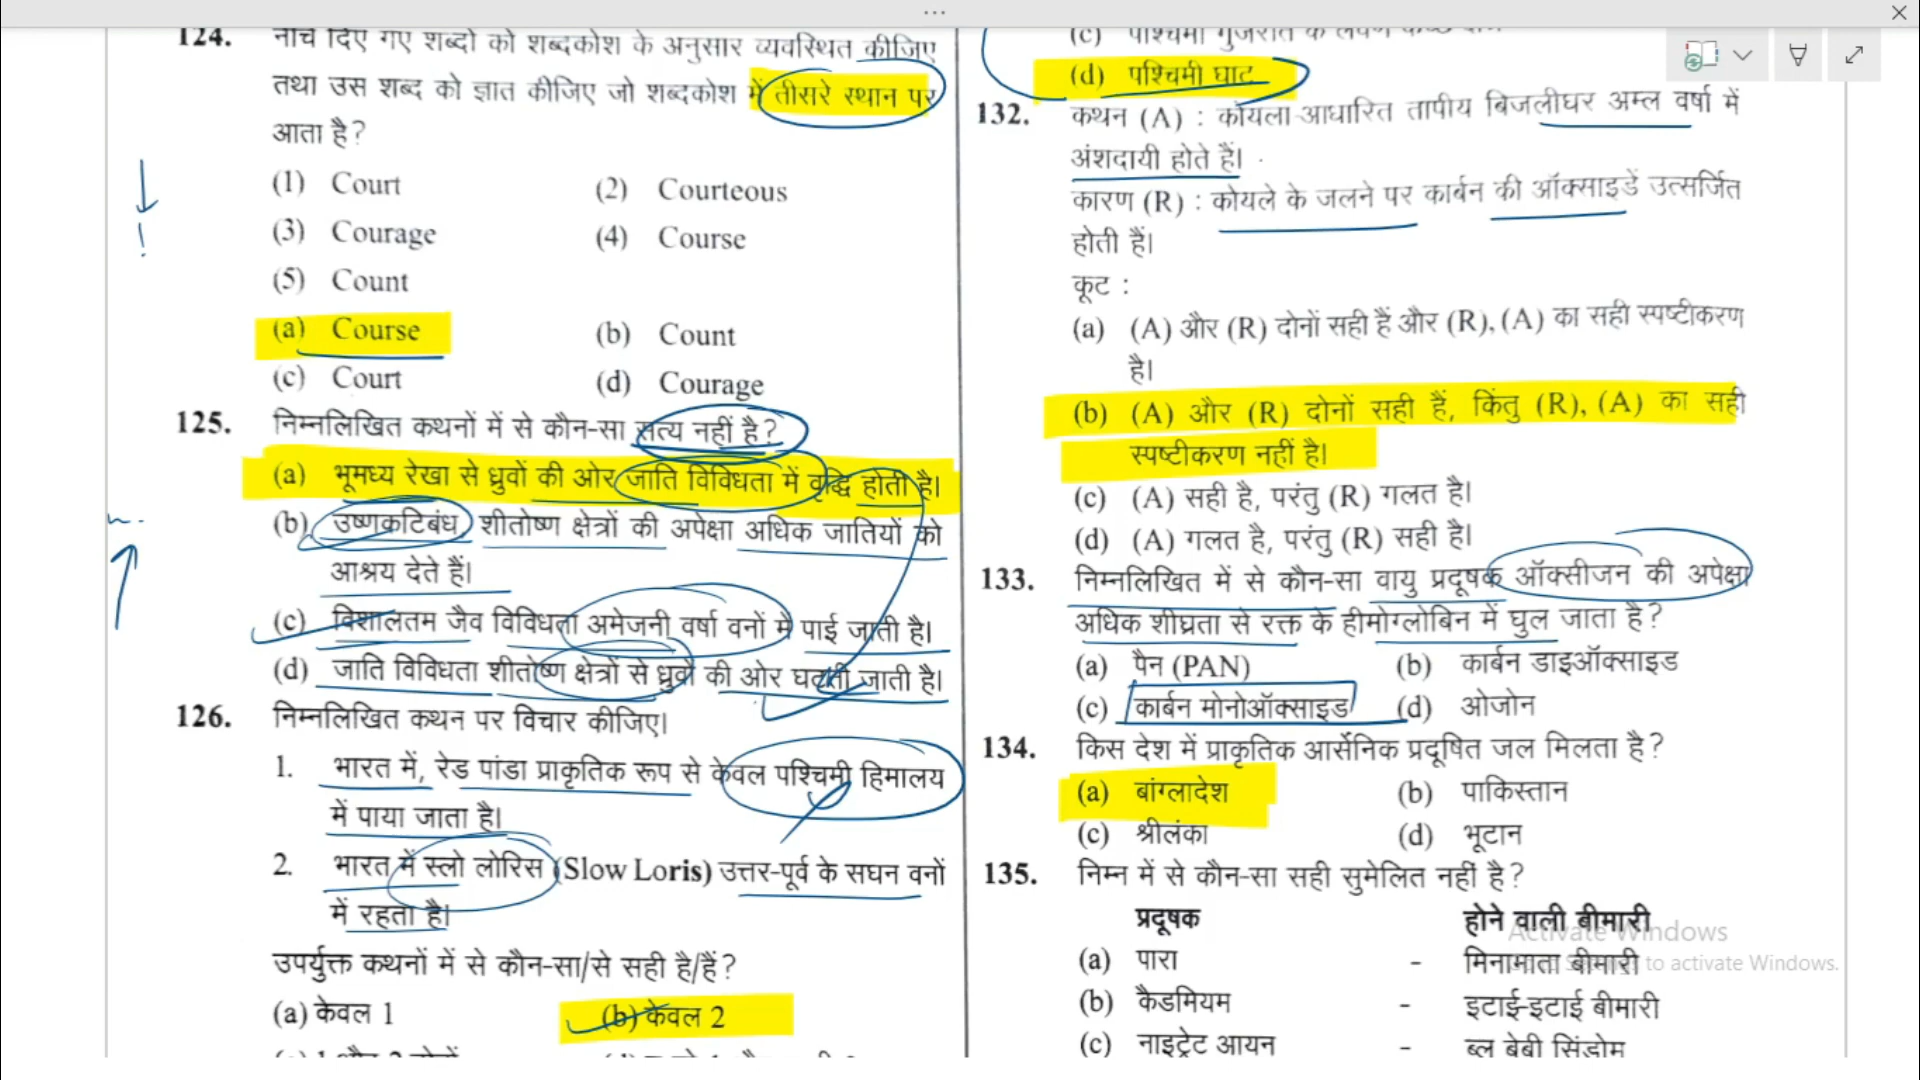 124. नीचे दिए गए शब्दों को शब्दकोश के अनुसार व्यवस्थित कीजिए
तथा उस शब्द को ज्ञात कीजिए जो शब्दकोश में तीसरे स्थान पर
आता है?
(1) Court (2) Courteous
(3) Courage (4) Course
(5) Count
(a) Course (b) Count
(c) Court (d) Courage
125. निम्नलिखित कथनों में से कौन-सा सत्य नहीं है?
(a) भूमध्य रेखा से ध्रुवों की ओर जाति विविधता में वृद्धि होती है।
(b) उष्णकटिबंध शीतोष्ण क्षेत्रों की अपेक्षा अधिक जातियों को
आश्रय देते हैं।
(c) विशालतम जैव विविधता अमेजनी वर्षा वनों में पाई जाती है।
(d) जाति विविधता शीतोष्ण क्षेत्रों से ध्रुवों की ओर घटती जाती है।
126. निम्नलिखित कथन पर विचार कीजिए।
1. भारत में, रेड पांडा प्राकृतिक रूप से केवल पश्चिमी हिमालय
में पाया जाता है।
2. भारत में स्लो लोरिस (Slow Loris) उत्तर-पूर्व के सघन वनों
में रहता है।
उपर्युक्त कथनों में से कौन-सा/से सही है/हैं?
(a) केवल 1 (b) केवल 2
(c) पश्चिमी गुजरात के लवण
(d) पश्चिमी घाट
132. कथन (A) : कोयला-आधारित तापीय बिजलीघर अम्ल वर्षा में
अंशदायी होते हैं।
कारण (R) : कोयले के जलने पर कार्बन की ऑक्साइडें उत्सर्जित
होती हैं।
कूट :
(a) (A) और (R) दोनों सही हैं और (R), (A) का सही स्पष्टीकरण
है।
(b) (A) और (R) दोनों सही हैं, किंतु (R), (A) का सही
स्पष्टीकरण नहीं है।
(c) (A) सही है, परंतु (R) गलत है।
(d) (A) गलत है, परंतु (R) सही है।
133. निम्नलिखित में से कौन-सा वायु प्रदूषक ऑक्सीजन की अपेक्षा
अधिक शीघ्रता से रक्त के हीमोग्लोबिन में घुल जाता है?
(a) पैन (PAN) (b) कार्बन डाइऑक्साइड
(c) कार्बन मोनोऑक्साइड (d) ओजोन
134. किस देश में प्राकृतिक आर्सेनिक प्रदूषित जल मिलता है?
(a) बांग्लादेश (b) पाकिस्तान
(c) श्रीलंका (d) भूटान
135. निम्न में से कौन-सा सही सुमेलित नहीं है?
प्रदूषक होने वाली बीमारी
(a) पारा - मिनामाता बीमारी
(b) कैडमियम - इटाई-इटाई बीमारी
(c) नाइट्रेट आयन - ब्लू बेबी सिंड्रोम
Activate Windows
to activate Windows.